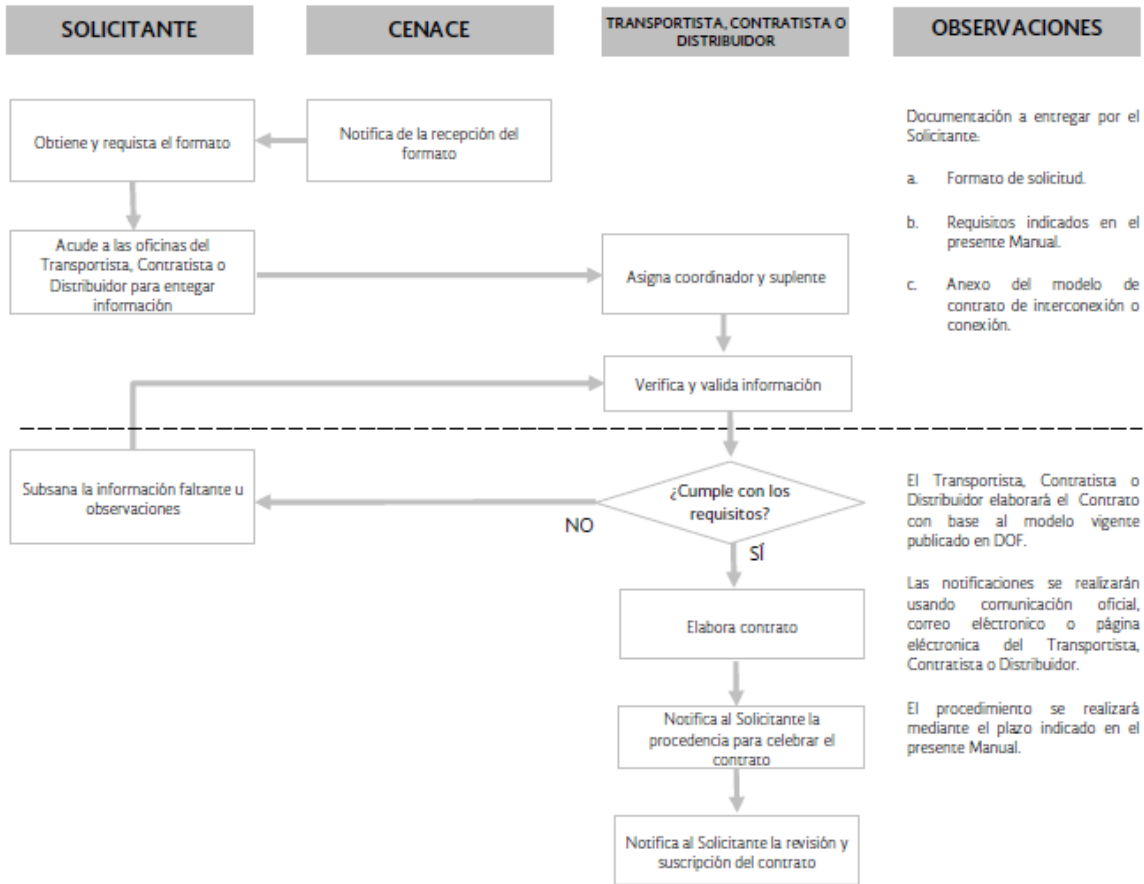 SOLICITANTE
CENACE
TRANSPORTISTA, CONTRATISTA O
DISTRIBUIDOR
OBSERVACIONES
Obtiene y requista el formato
Notifica de la recepción del
formato
Documentación a entregar por el
Solicitante:
a. Formato de solicitud.
b. Requisitos indicados en el
presente Manual.
c. Anexo del modelo de
contrato de interconexión o
conexión.
Acude a las oficinas del
Transportista, Contratista o
Distribuidor para entegar
información
Asigna coordinador y suplente
Verifica y valida información
Subsana la información faltante u
observaciones
¿Cumple con los
requisitos?
NO
SÍ
El Transportista, Contratista o
Distribuidor elaborará el Contrato
con base al modelo vigente
publicado en DOF.
Las notificaciones se realizarán
usando comunicación oficial,
correo eléctronico o página
eléctronica del Transportista,
Contratista o Distribuidor.
El procedimiento se realizará
mediante el plazo indicado en el
presente Manual.
Elabora contrato
Notifica al Solicitante la
procedencia para celebrar el
contrato
Notifica al Solicitante la revisión y
suscripción del contrato